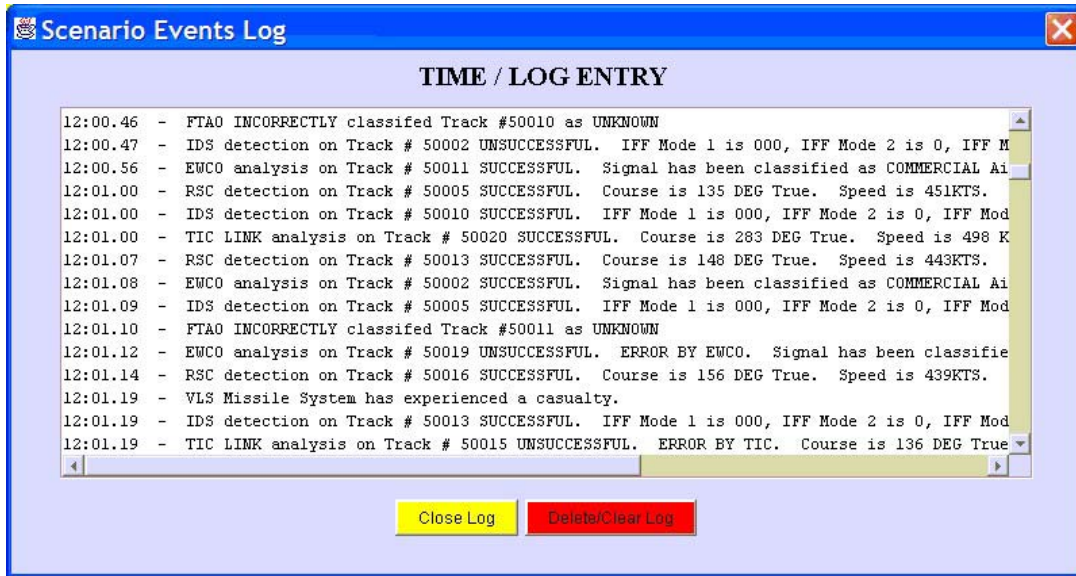 Scenario Events Log
TIME / LOG ENTRY
12:00.46 - FTAO INCORRECTLY classifed Track #50010 as UNKNOWN
12:00.47 - IDS detection on Track # 50002 UNSUCCESSFUL. IFF Mode 1 is 000, IFF Mode 2 is 0, IFF M
12:00.56 - EWCO analysis on Track # 50011 SUCCESSFUL. Signal has been classified as COMMERCIAL Ai
12:01.00 - RSC detection on Track # 50005 SUCCESSFUL. Course is 135 DEG True. Speed is 451KTS.
12:01.00 - IDS detection on Track # 50010 SUCCESSFUL. IFF Mode 1 is 000, IFF Mode 2 is 0, IFF Mod
12:01.00 - TIC LINK analysis on Track # 50020 SUCCESSFUL. Course is 283 DEG True. Speed is 498 K
12:01.07 - RSC detection on Track # 50013 SUCCESSFUL. Course is 148 DEG True. Speed is 443KTS.
12:01.08 - EWCO analysis on Track # 50002 SUCCESSFUL. Signal has been classified as COMMERCIAL Ai
12:01.09 - IDS detection on Track # 50005 SUCCESSFUL. IFF Mode 1 is 000, IFF Mode 2 is 0, IFF Mod
12:01.10 - FTAO INCORRECTLY classifed Track #50011 as UNKNOWN
12:01.12 - EWCO analysis on Track # 50019 UNSUCCESSFUL. ERROR BY EWCO. Signal has been classifie
12:01.14 - RSC detection on Track # 50016 SUCCESSFUL. Course is 156 DEG True. Speed is 439KTS.
12:01.19 - VLS Missile System has experienced a casualty.
12:01.19 - IDS detection on Track # 50013 SUCCESSFUL. IFF Mode 1 is 000, IFF Mode 2 is 0, IFF Mod
12:01.19 - TIC LINK analysis on Track # 50015 UNSUCCESSFUL. ERROR BY TIC. Course is 136 DEG True
Close Log Delete/Clear Log